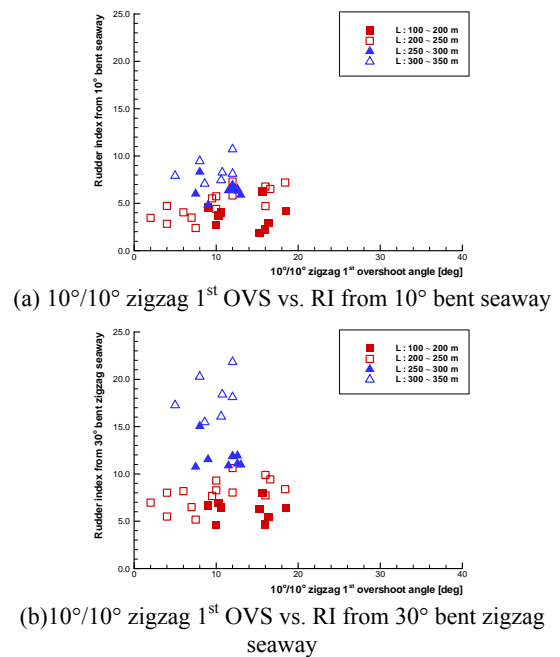 Rudder index from 10° bent seaway
25.0
20.0
15.0
10.0
5.0
0.0
L : 100 ~ 200 m
L : 200 ~ 250 m
L : 250 ~ 300 m
L : 300 ~ 350 m
0
10
20
30
40
10°/10° zigzag 1st overshoot angle [deg]
(a) 10°/10° zigzag 1st OVS vs. RI from 10° bent seaway
Rudder index from 30° bent zigzag seaway
25.0
20.0
15.0
10.0
5.0
0.0
L : 100 ~ 200 m
L : 200 ~ 250 m
L : 250 ~ 300 m
L : 300 ~ 350 m
0
10
20
30
40
10°/10° zigzag 1st overshoot angle [deg]
(b)10°/10° zigzag 1st OVS vs. RI from 30° bent zigzag
seaway